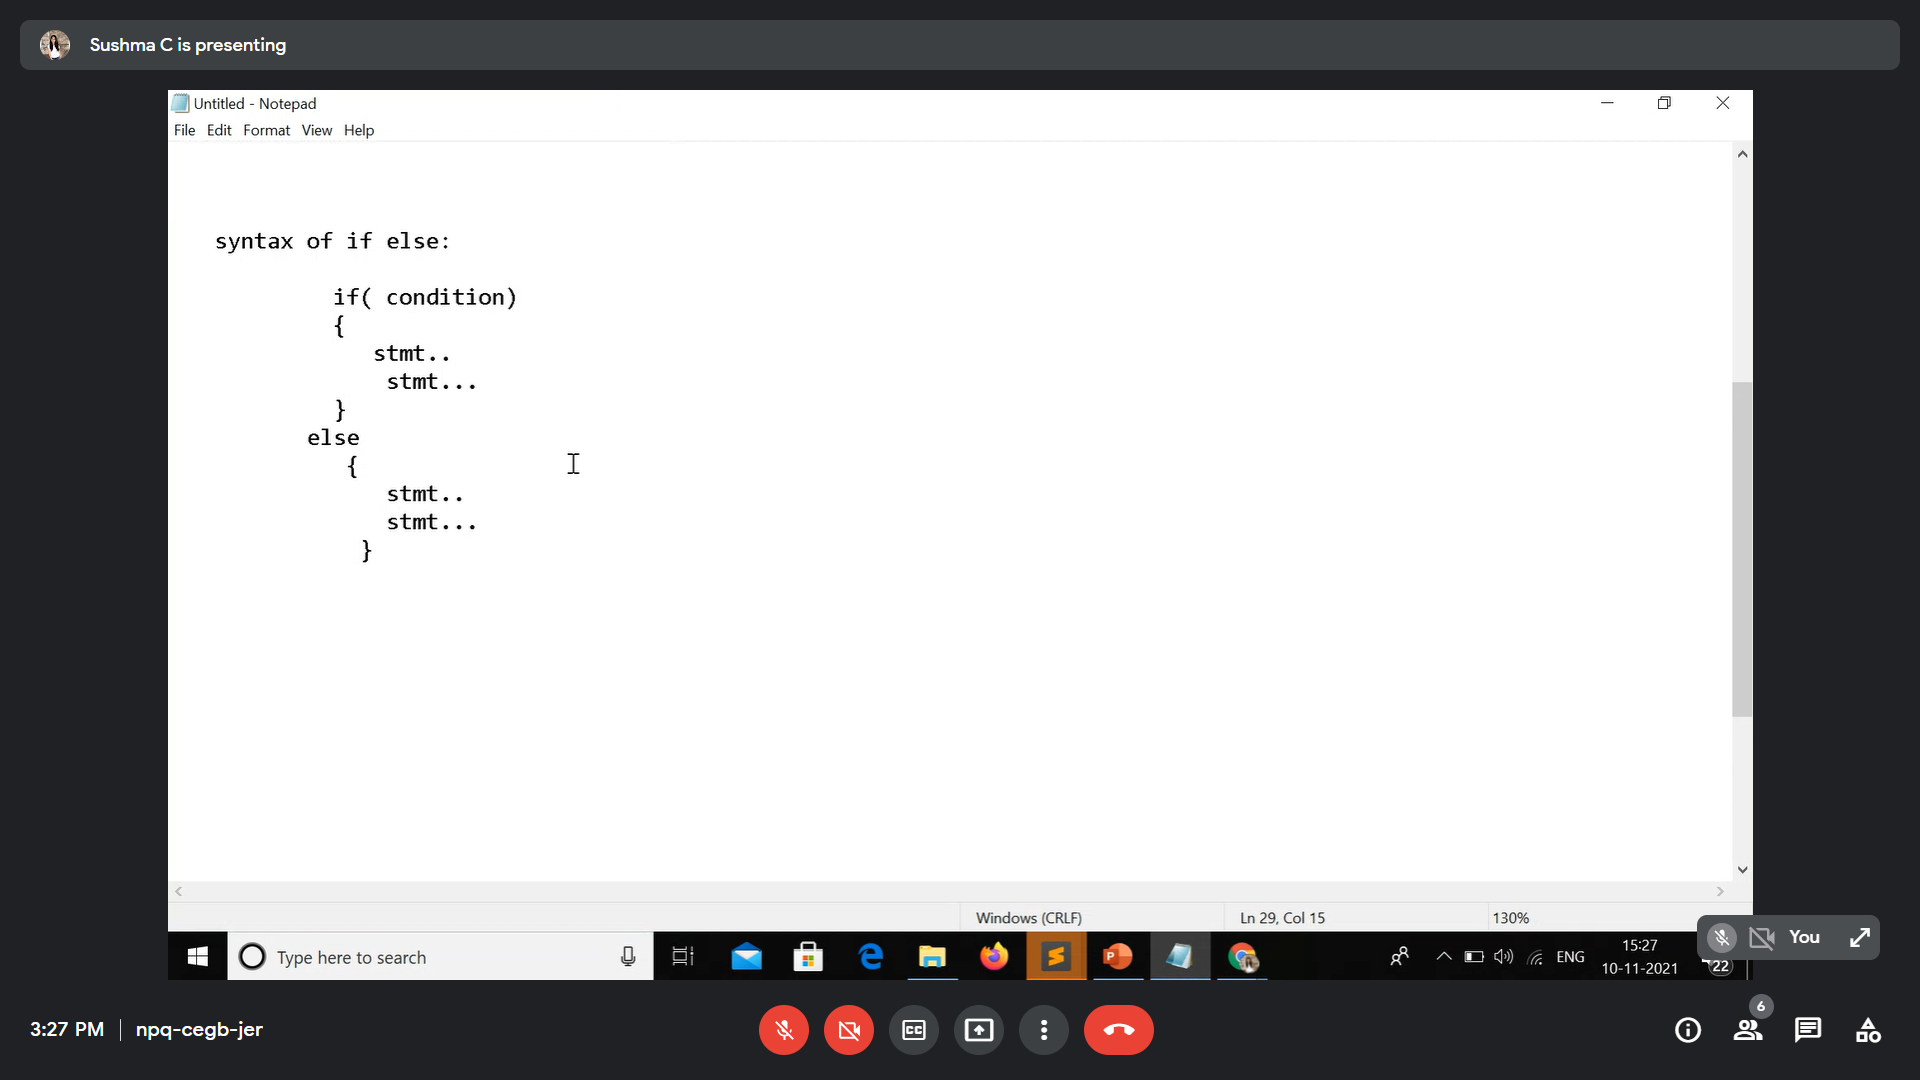 Sushma C is presenting
Untitled - Notepad
File Edit Format View Help
syntax of if else:
if( condition)
{
stmt..
stmt...
}
else
{
stmt..
stmt...
}
Windows (CRLF) Ln 29, Col 15 130%
Type here to search
ENG
15:27
10-11-2021
22
You
3:27 PM npq-cegb-jer
CC
6